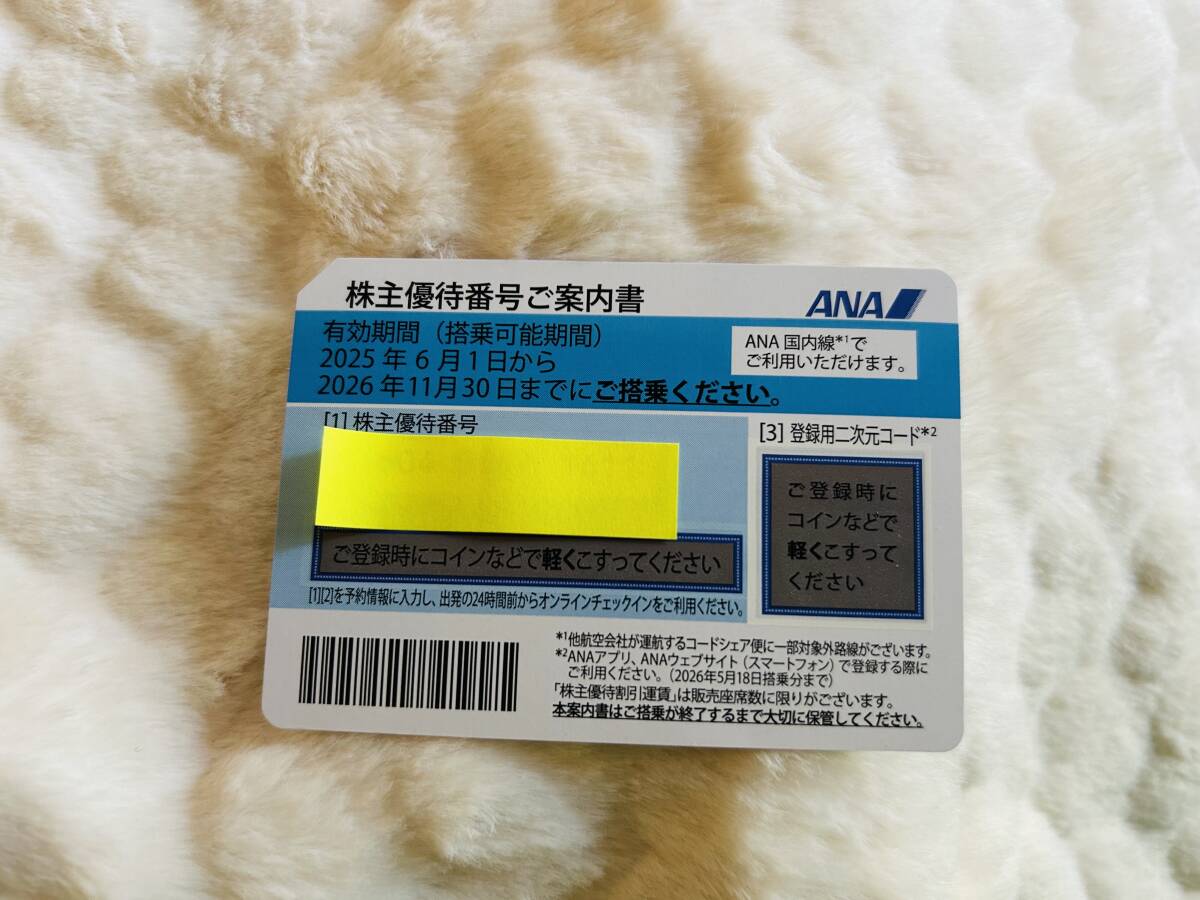 株主優待番号ご案内書
ANA
有効期間（搭乗可能期間）
2025年6月1日から
2026年11月30日までにご搭乗ください。
ANA国内線*1で
ご利用いただけます。
[1]株主優待番号
ご登録時にコインなどで軽くこすってください
[1][2]を予約情報に入力し、出発の24時間前からオンラインチェックインをご利用ください。
[3]登録用二次元コード*2
ご登録時に
コインなどで
軽くこすって
ください
*1他航空会社が運航するコードシェア便に一部対象外路線がございます。
*2ANAアプリ、ANAウェブサイト（スマートフォン）で登録する際に
ご利用ください。（2026年5月18日搭乗分まで）
「株主優待割引運賃」は販売座席数に限りがございます。
本案内書はご搭乗が終了するまで大切に保管してください。